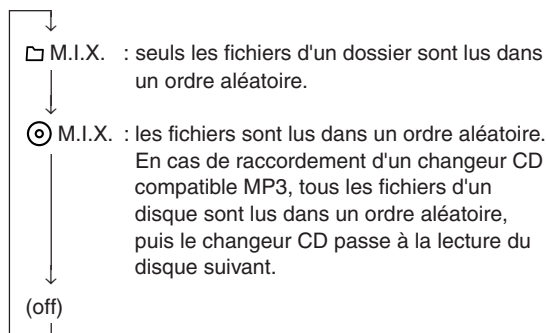 M.I.X. : seuls les fichiers d'un dossier sont lus dans
un ordre aléatoire.
M.I.X. : les fichiers sont lus dans un ordre aléatoire.
En cas de raccordement d'un changeur CD
compatible MP3, tous les fichiers d'un
disque sont lus dans un ordre aléatoire,
puis le changeur CD passe à la lecture du
disque suivant.
(off)